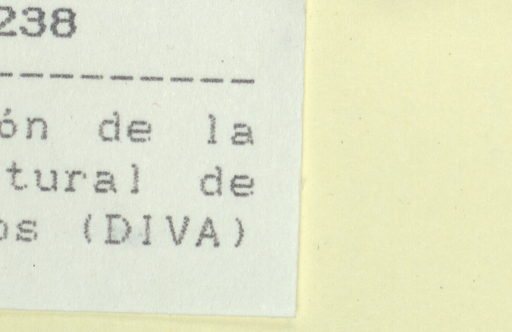 238
----------
ón de la
tural de
os (DIVA)